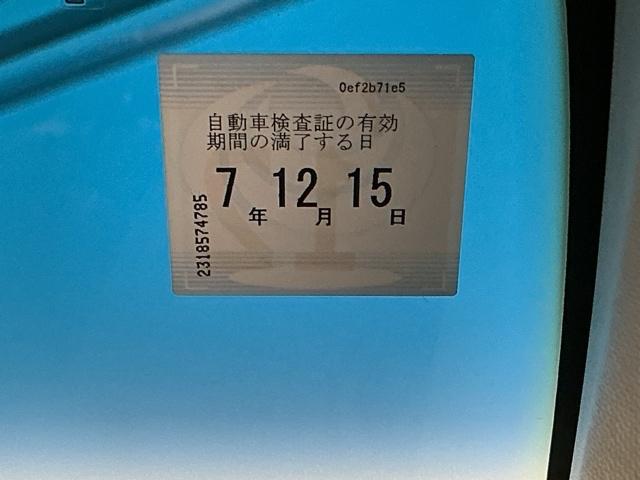 0ef2b71e5
自動車検査証の有効
期間の満了する日
7年12月15日
2318574785